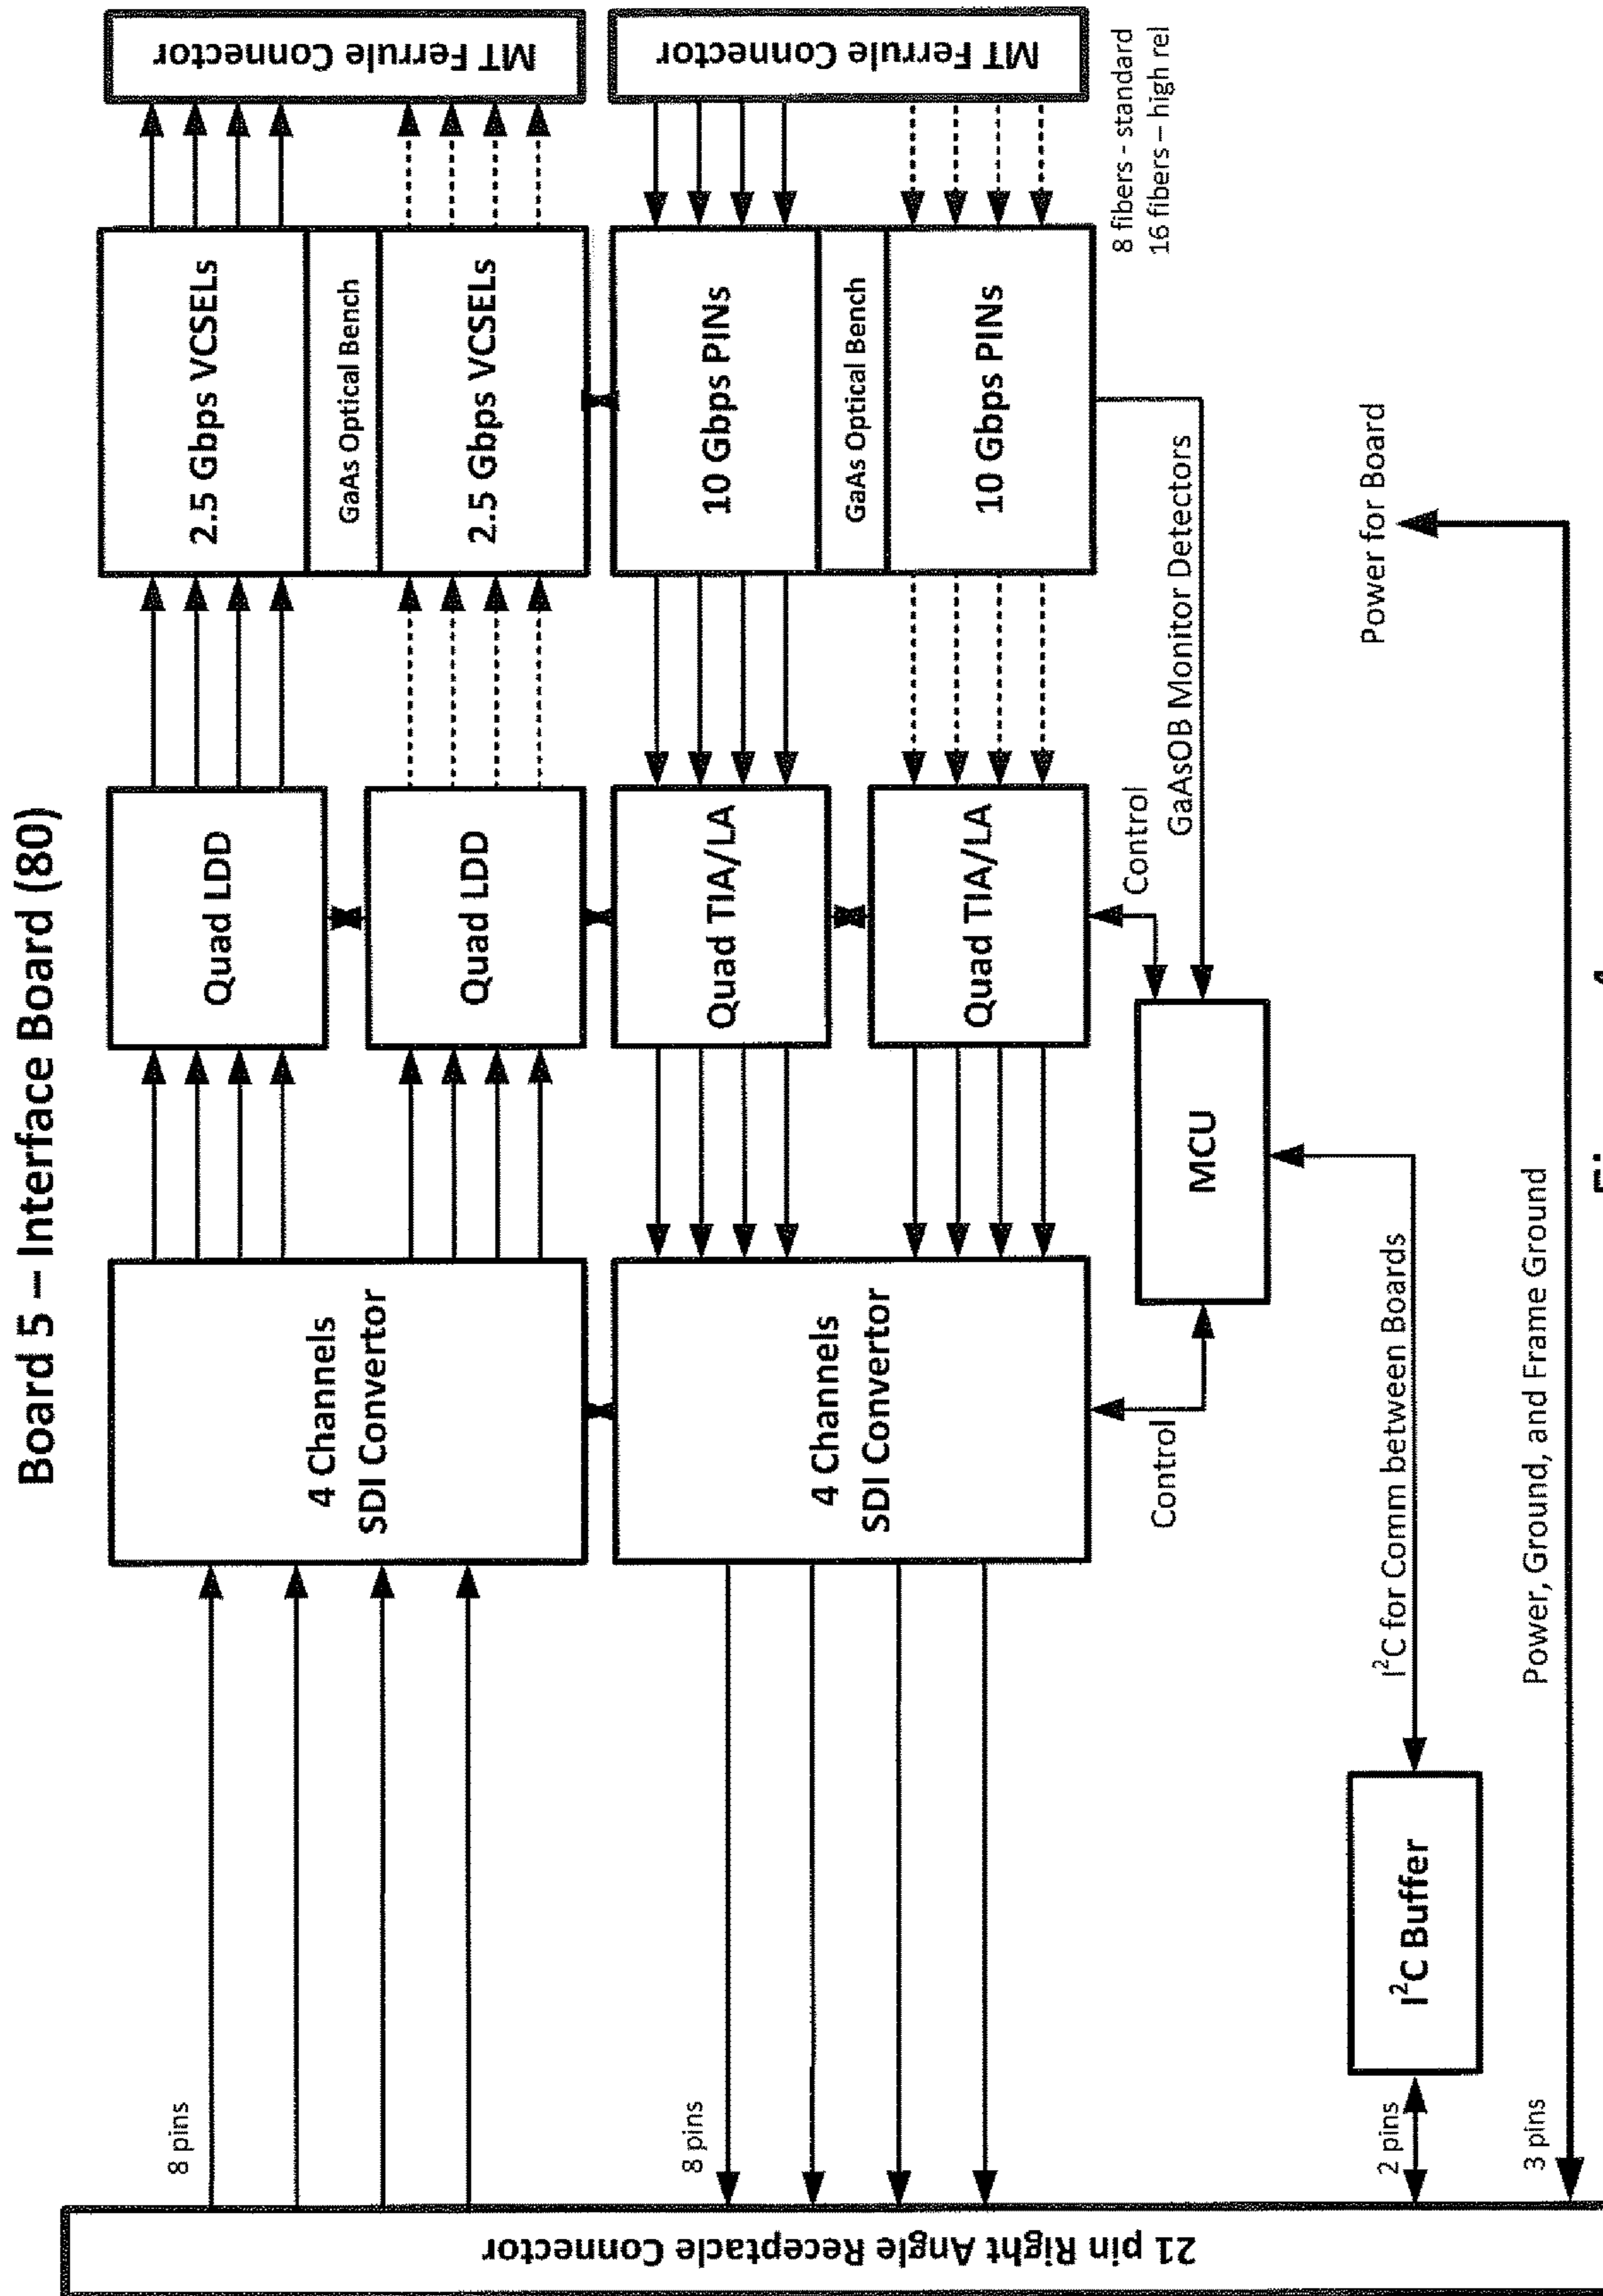 Board 5 – Interface Board (80)
21 pin Right Angle Receptacle Connector
8 pins
8 pins
2 pins
3 pins
4 Channels
SDI Convertor
4 Channels
SDI Convertor
Quad LDD
Quad LDD
Quad TIA/LA
Quad TIA/LA
2.5 Gbps VCSELs
GaAs Optical Bench
2.5 Gbps VCSELs
10 Gbps PINs
GaAs Optical Bench
10 Gbps PINs
MT Ferrule Connector
MT Ferrule Connector
8 fibers - standard
16 fibers – high rel
Control
Control
GaAsOB Monitor Detectors
MCU
I²C Buffer
I²C for Comm between Boards
Power for Board
Power, Ground, and Frame Ground